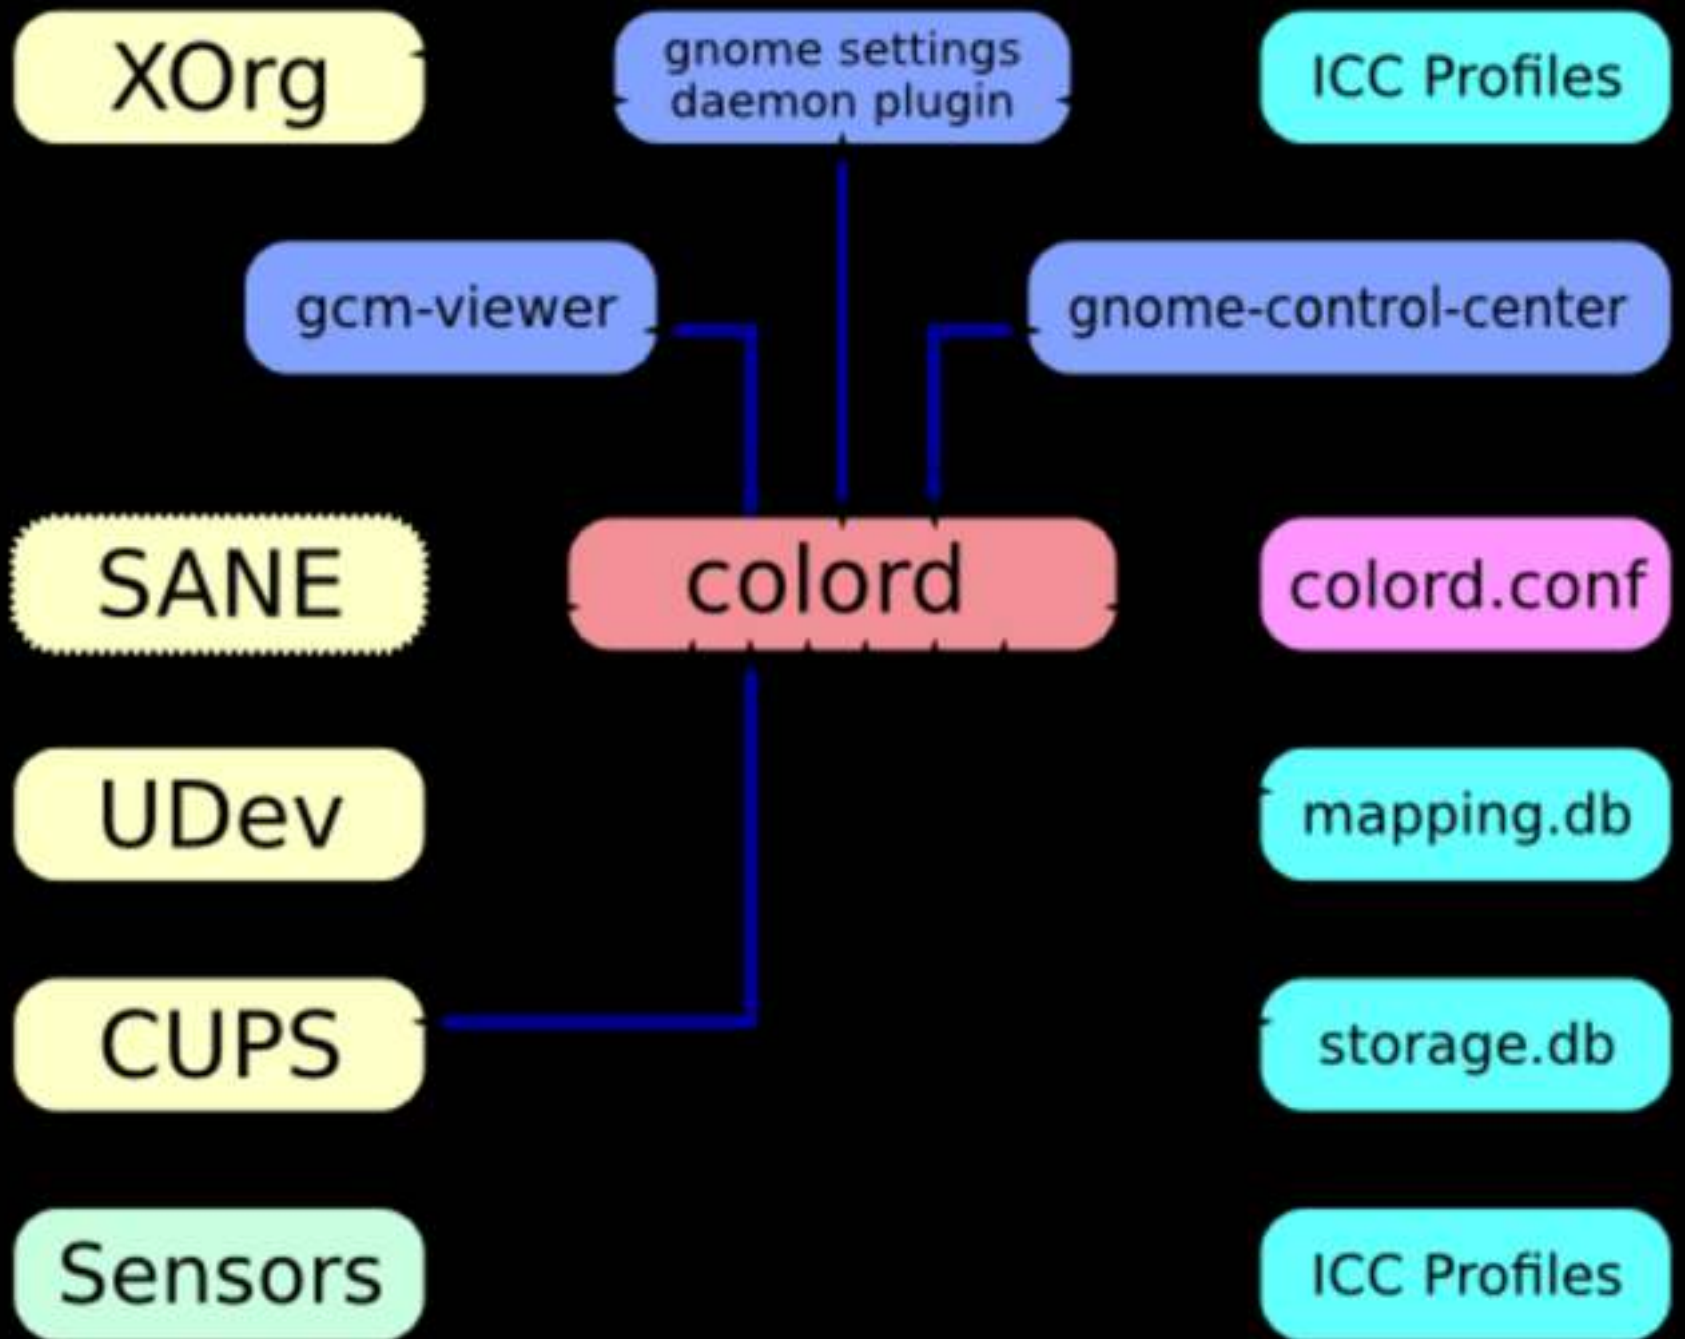 XOrg
gnome settings
daemon plugin
ICC Profiles
gcm-viewer
gnome-control-center
SANE
colord
colord.conf
UDev
mapping.db
CUPS
storage.db
Sensors
ICC Profiles